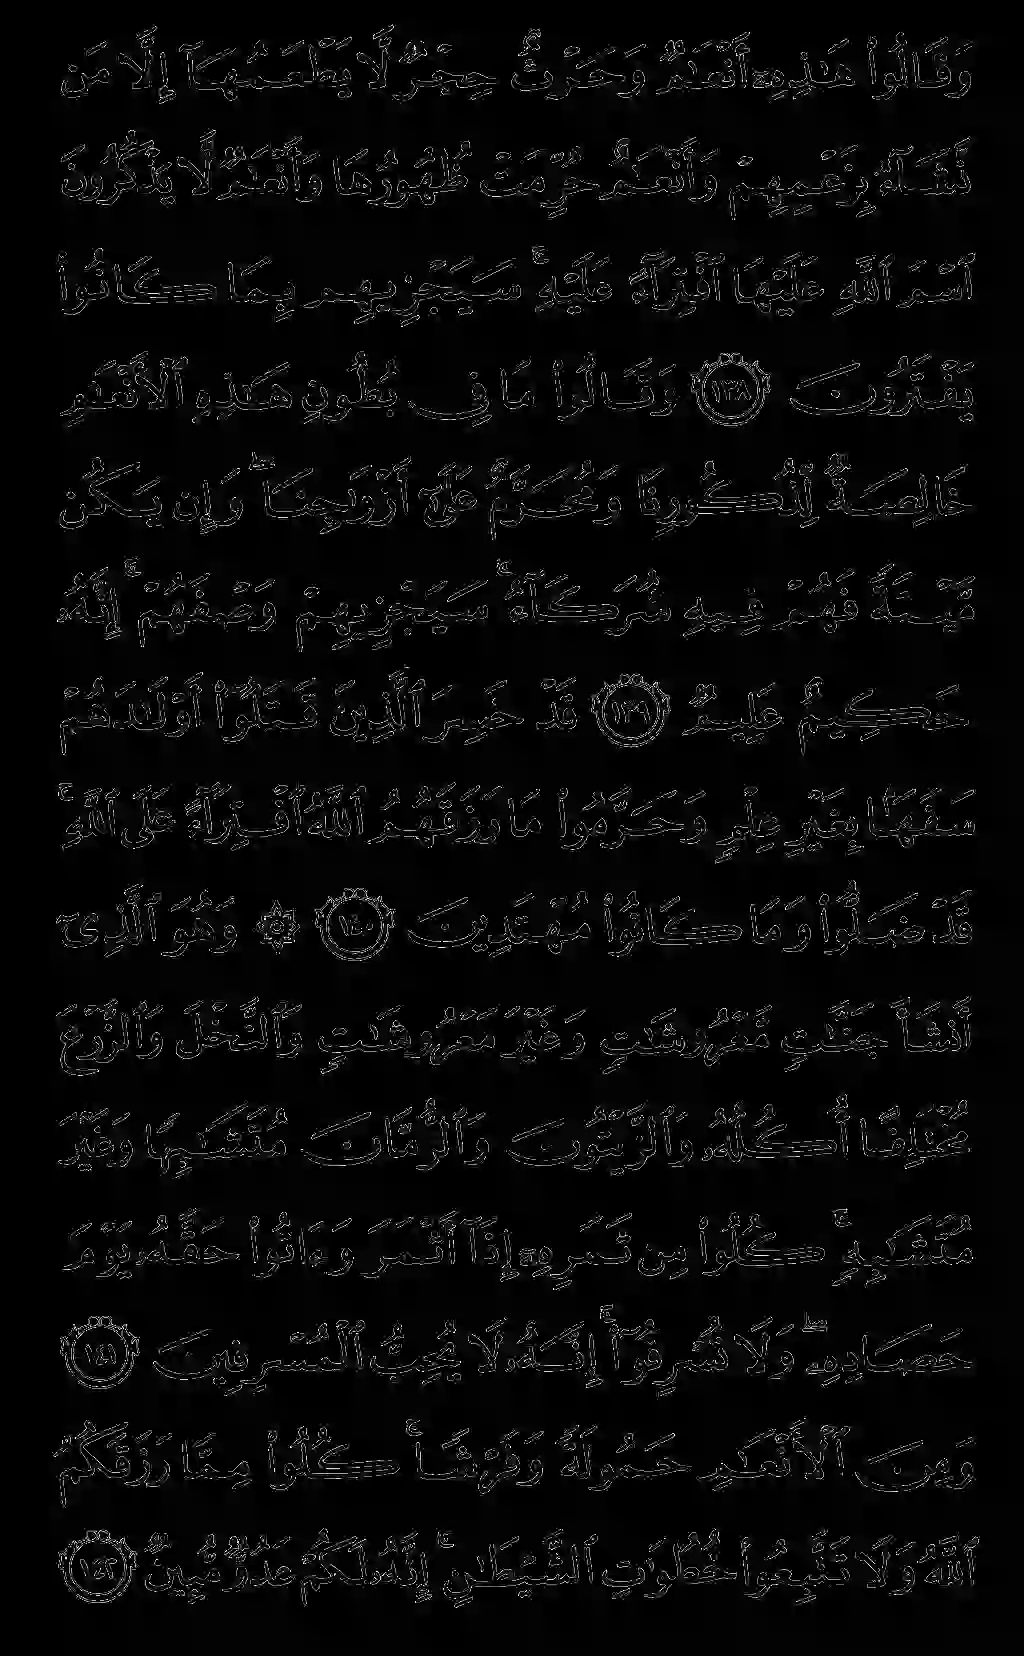 وَقَالُوا۟ هَـٰذِهِۦٓ أَنْعَـٰمٌ وَحَرْثٌ حِجْرٌ لَّا يَطْعَمُهَآ إِلَّا مَن
نَّشَآءُ بِزَعْمِهِمْ وَأَنْعَـٰمٌ حُرِّمَتْ ظُهُورُهَا وَأَنْعَـٰمٌ لَّا يَذْكُرُونَ
ٱسْمَ ٱللَّهِ عَلَيْهَا ٱفْتِرَآءً عَلَيْهِ ۚ سَيَجْزِيهِم بِمَا كَانُوا۟
يَفْتَرُونَ ١٣٨ وَقَالُوا۟ مَا فِى بُطُونِ هَـٰذِهِ ٱلْأَنْعَـٰمِ
خَالِصَةٌ لِّذُكُورِنَا وَمُحَرَّمٌ عَلَىٰٓ أَزْوَٰجِنَا ۖ وَإِن يَكُن
مَّيْتَةً فَهُمْ فِيهِ شُرَكَآءُ ۚ سَيَجْزِيهِمْ وَصْفَهُمْ ۚ إِنَّهُۥ
حَكِيمٌ عَلِيمٌ ١٣٩ قَدْ خَسِرَ ٱلَّذِينَ قَتَلُوٓا۟ أَوْلَـٰدَهُمْ
سَفَهًۢا بِغَيْرِ عِلْمٍ وَحَرَّمُوا۟ مَا رَزَقَهُمُ ٱللَّهُ ٱفْتِرَآءً عَلَى ٱللَّهِ ۚ
قَدْ ضَلُّوا۟ وَمَا كَانُوا۟ مُهْتَدِينَ ١٤٠ ۞ وَهُوَ ٱلَّذِىٓ
أَنشَأَ جَنَّـٰتٍ مَّعْرُوشَـٰتٍ وَغَيْرَ مَعْرُوشَـٰتٍ وَٱلنَّخْلَ وَٱلزَّرْعَ
مُخْتَلِفًا أُكُلُهُۥ وَٱلزَّيْتُونَ وَٱلرُّمَّانَ مُتَشَـٰبِهًا وَغَيْرَ
مُتَشَـٰبِهٍ ۚ كُلُوا۟ مِن ثَمَرِهِۦٓ إِذَآ أَثْمَرَ وَءَاتُوا۟ حَقَّهُۥ يَوْمَ
حَصَادِهِۦ ۖ وَلَا تُسْرِفُوٓا۟ ۚ إِنَّهُۥ لَا يُحِبُّ ٱلْمُسْرِفِينَ ١٤١
وَمِنَ ٱلْأَنْعَـٰمِ حَمُولَةً وَفَرْشًا ۚ كُلُوا۟ مِمَّا رَزَقَكُمُ
ٱللَّهُ وَلَا تَتَّبِعُوا۟ خُطُوَٰتِ ٱلشَّيْطَـٰنِ ۚ إِنَّهُۥ لَكُمْ عَدُوٌّ مُّبِينٌ ١٤٢